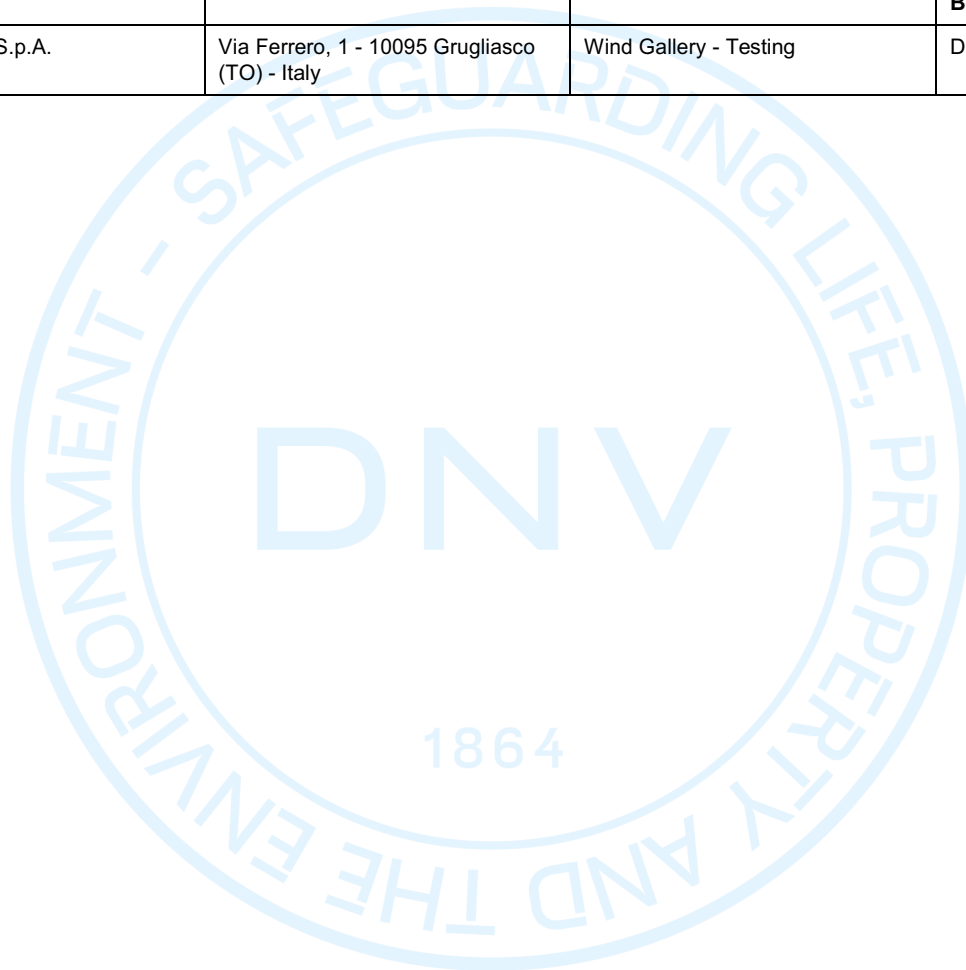 S.p.A.
Via Ferrero, 1 - 10095 Grugliasco
(TO) - Italy
Wind Gallery - Testing
SAFEGUARDING LIFE, PROPERTY AND THE ENVIRONMENT -
DNV
1864